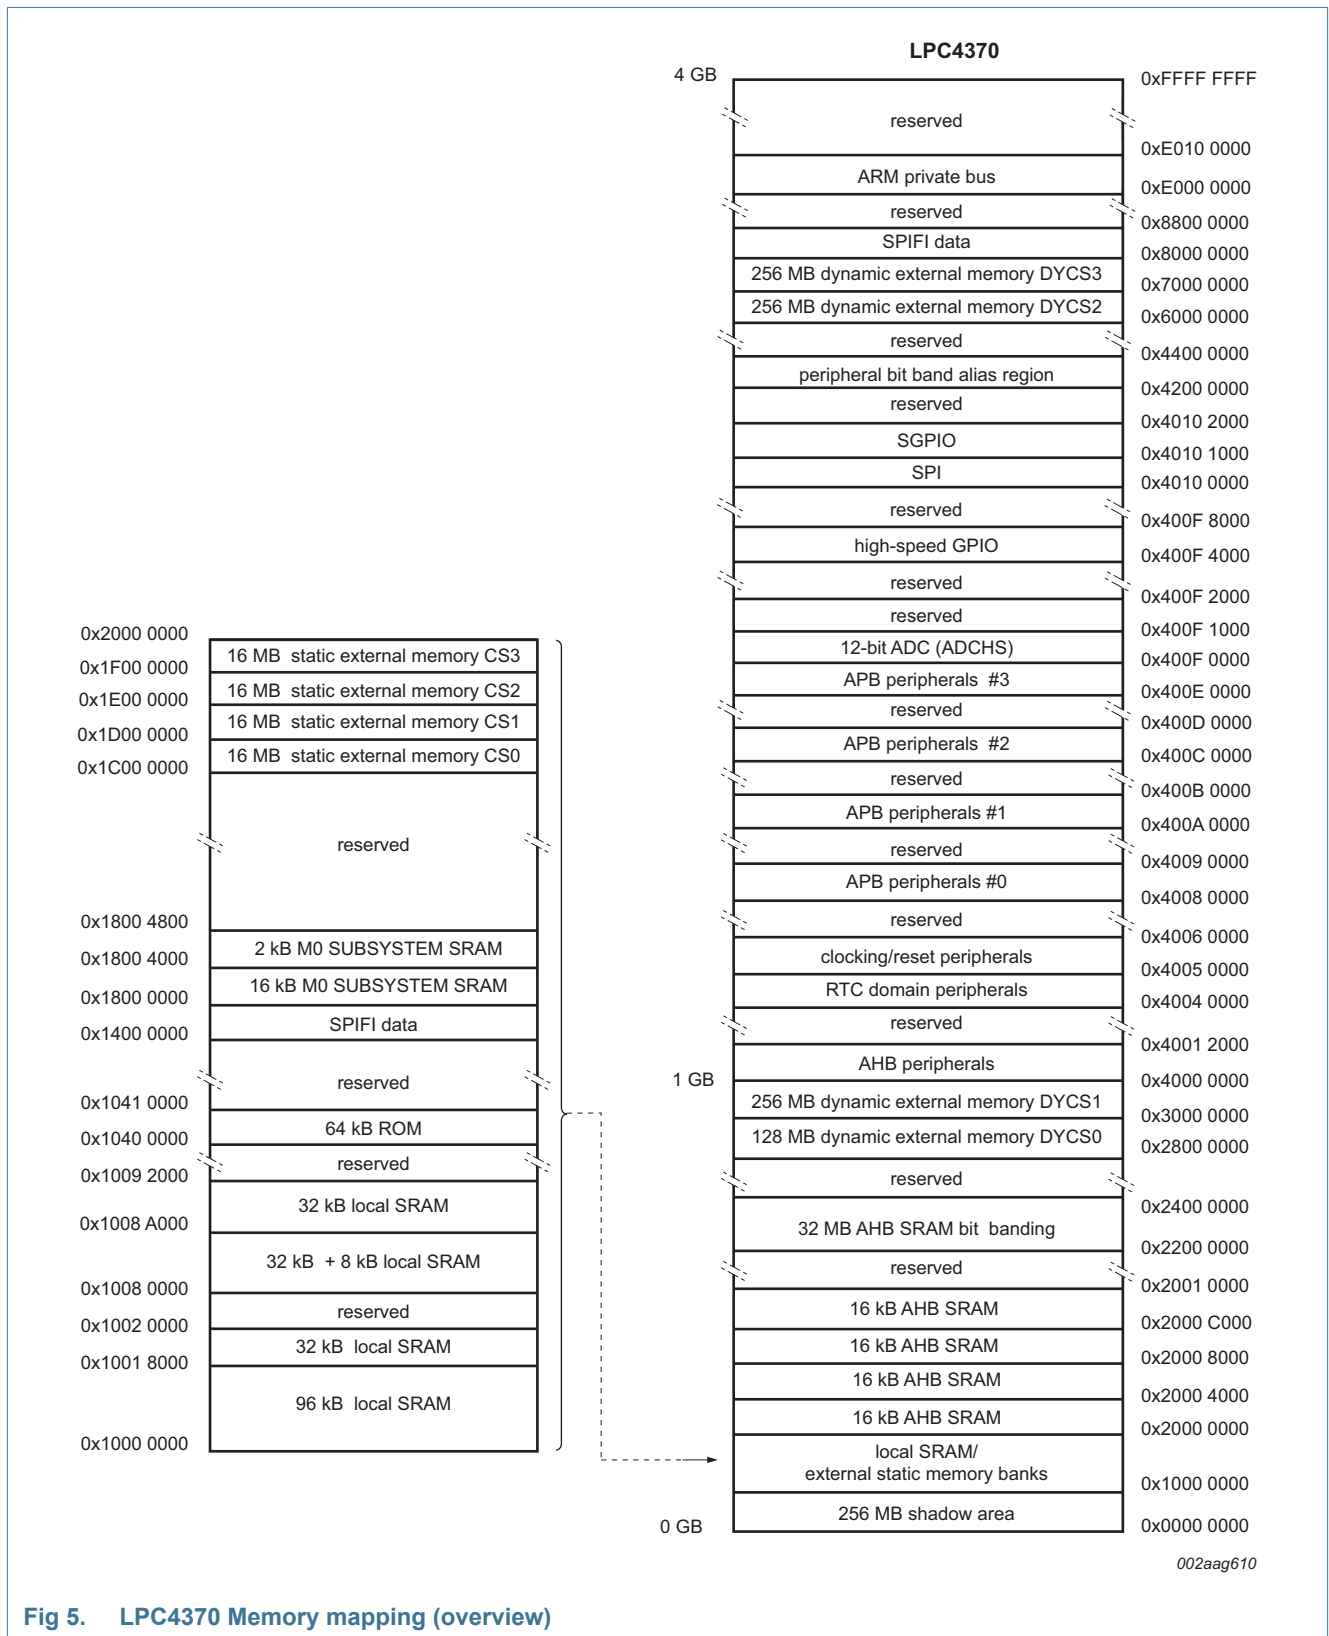 LPC4370
4 GB
0xFFFF FFFF
reserved
0xE010 0000
ARM private bus
0xE000 0000
reserved
0x8800 0000
SPIFI data
0x8000 0000
256 MB dynamic external memory DYCS3
0x7000 0000
256 MB dynamic external memory DYCS2
0x6000 0000
reserved
0x4400 0000
peripheral bit band alias region
0x4200 0000
reserved
0x4010 2000
SGPIO
0x4010 1000
SPI
0x4010 0000
reserved
0x400F 8000
high-speed GPIO
0x400F 4000
reserved
0x400F 2000
reserved
0x400F 1000
12-bit ADC (ADCHS)
0x400F 0000
APB peripherals #3
0x400E 0000
reserved
0x400D 0000
APB peripherals #2
0x400C 0000
reserved
0x400B 0000
APB peripherals #1
0x400A 0000
reserved
0x4009 0000
APB peripherals #0
0x4008 0000
reserved
0x4006 0000
clocking/reset peripherals
0x4005 0000
RTC domain peripherals
0x4004 0000
reserved
0x4001 2000
AHB peripherals
1 GB
0x4000 0000
256 MB dynamic external memory DYCS1
0x3000 0000
128 MB dynamic external memory DYCS0
0x2800 0000
reserved
0x2400 0000
32 MB AHB SRAM bit banding
0x2200 0000
reserved
0x2001 0000
16 kB AHB SRAM
0x2000 C000
16 kB AHB SRAM
0x2000 8000
16 kB AHB SRAM
0x2000 4000
16 kB AHB SRAM
0x2000 0000
local SRAM/
external static memory banks
0x1000 0000
256 MB shadow area
0 GB
0x0000 0000
0x2000 0000
16 MB static external memory CS3
0x1F00 0000
16 MB static external memory CS2
0x1E00 0000
16 MB static external memory CS1
0x1D00 0000
16 MB static external memory CS0
0x1C00 0000
reserved
0x1800 4800
2 kB M0 SUBSYSTEM SRAM
0x1800 4000
16 kB M0 SUBSYSTEM SRAM
0x1800 0000
SPIFI data
0x1400 0000
reserved
0x1041 0000
64 kB ROM
0x1040 0000
reserved
0x1009 2000
32 kB local SRAM
0x1008 A000
32 kB + 8 kB local SRAM
0x1008 0000
reserved
0x1002 0000
32 kB local SRAM
0x1001 8000
96 kB local SRAM
0x1000 0000
002aag610
Fig 5. LPC4370 Memory mapping (overview)